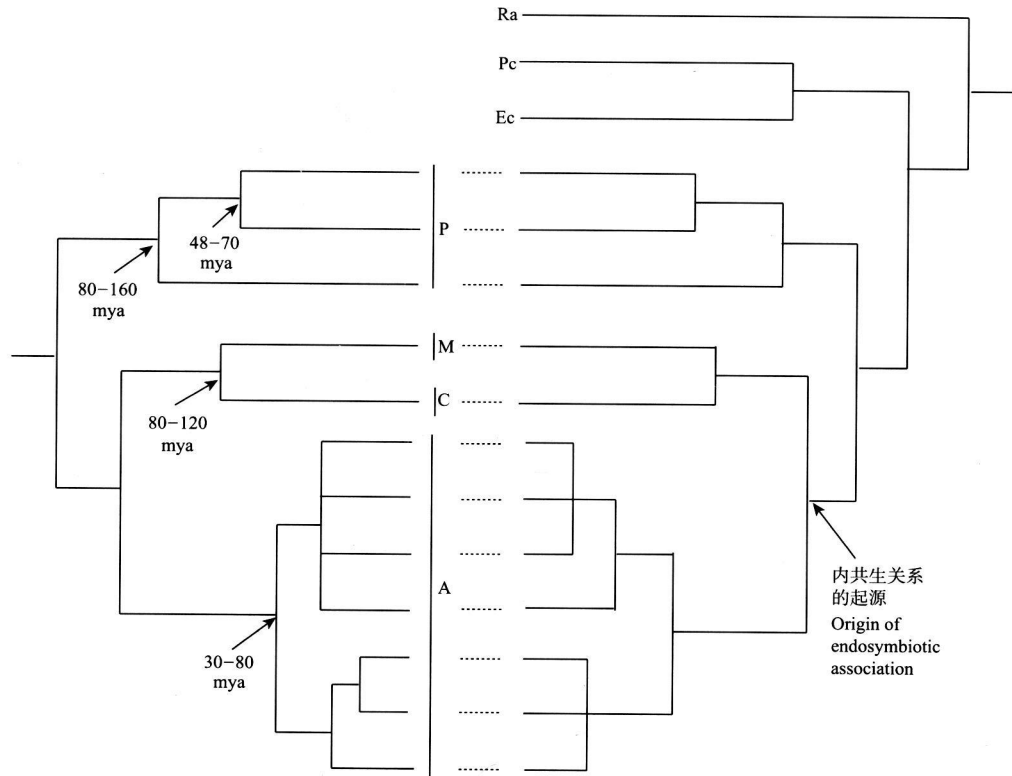 Ra
Pc
Ec
P
48−70
mya
80−160
mya
M
C
80−120
mya
A
内共生关系
的起源
Origin of
endosymbiotic
association
30−80
mya